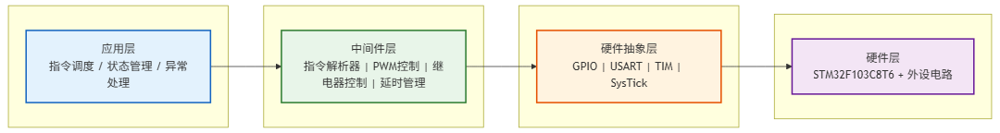 应用层
指令调度 / 状态管理 / 异常
处理
中间件层
指令解析器 | PWM控制 | 继
电器控制 | 延时管理
硬件抽象层
GPIO | USART | TIM |
SysTick
硬件层
STM32F103C8T6 + 外设电路